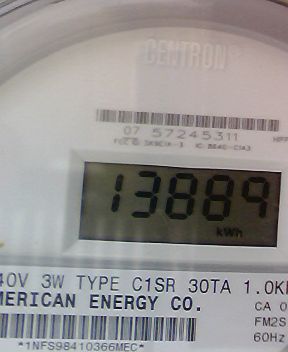 CENTRON®
07 57245311
13889
kWh
40V 3W TYPE C1SR 30TA 1.0K
MERICAN ENERGY CO.
CA 0
FM2S
60Hz
*1NFS98410366MEC*